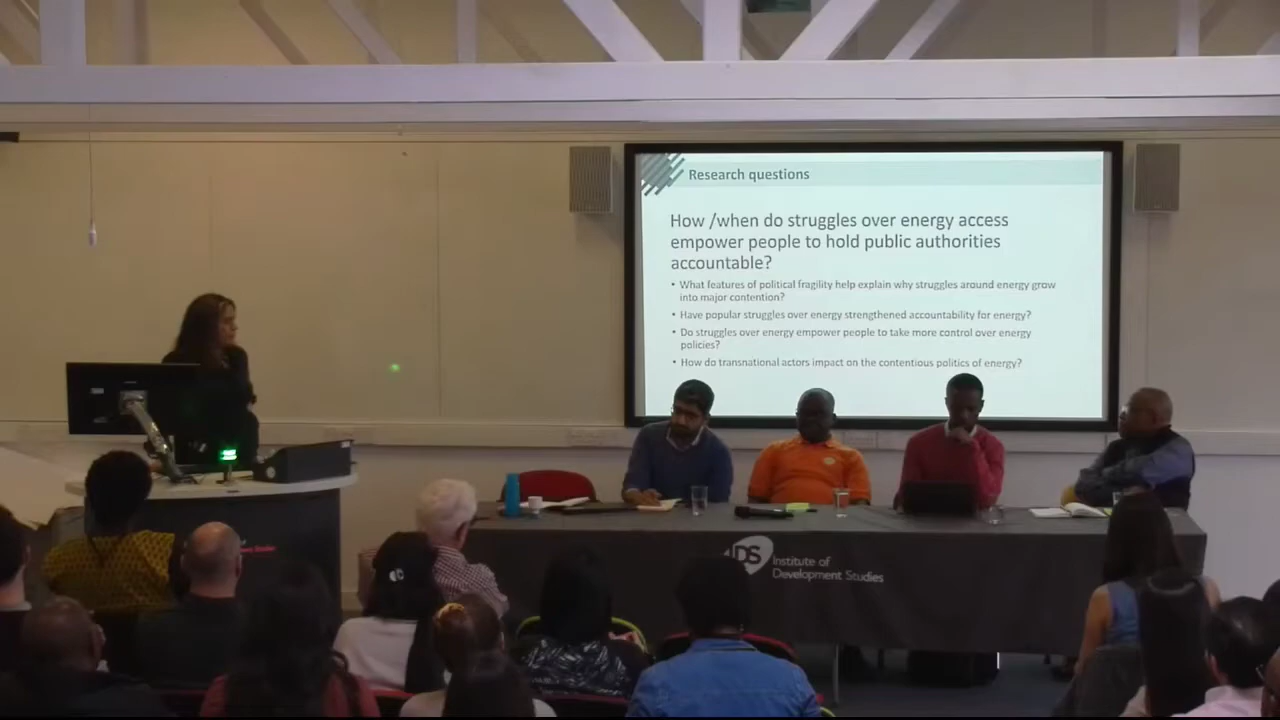 Research questions
How /when do struggles over energy access
empower people to hold public authorities
accountable?
• What features of political fragility help explain why struggles around energy grow
into major contention?
• Have popular struggles over energy strengthened accountability for energy?
• Do struggles over energy empower people to take more control over energy
policies?
• How do transnational actors impact on the contentious politics of energy?
IDS
Institute of
Development Studies